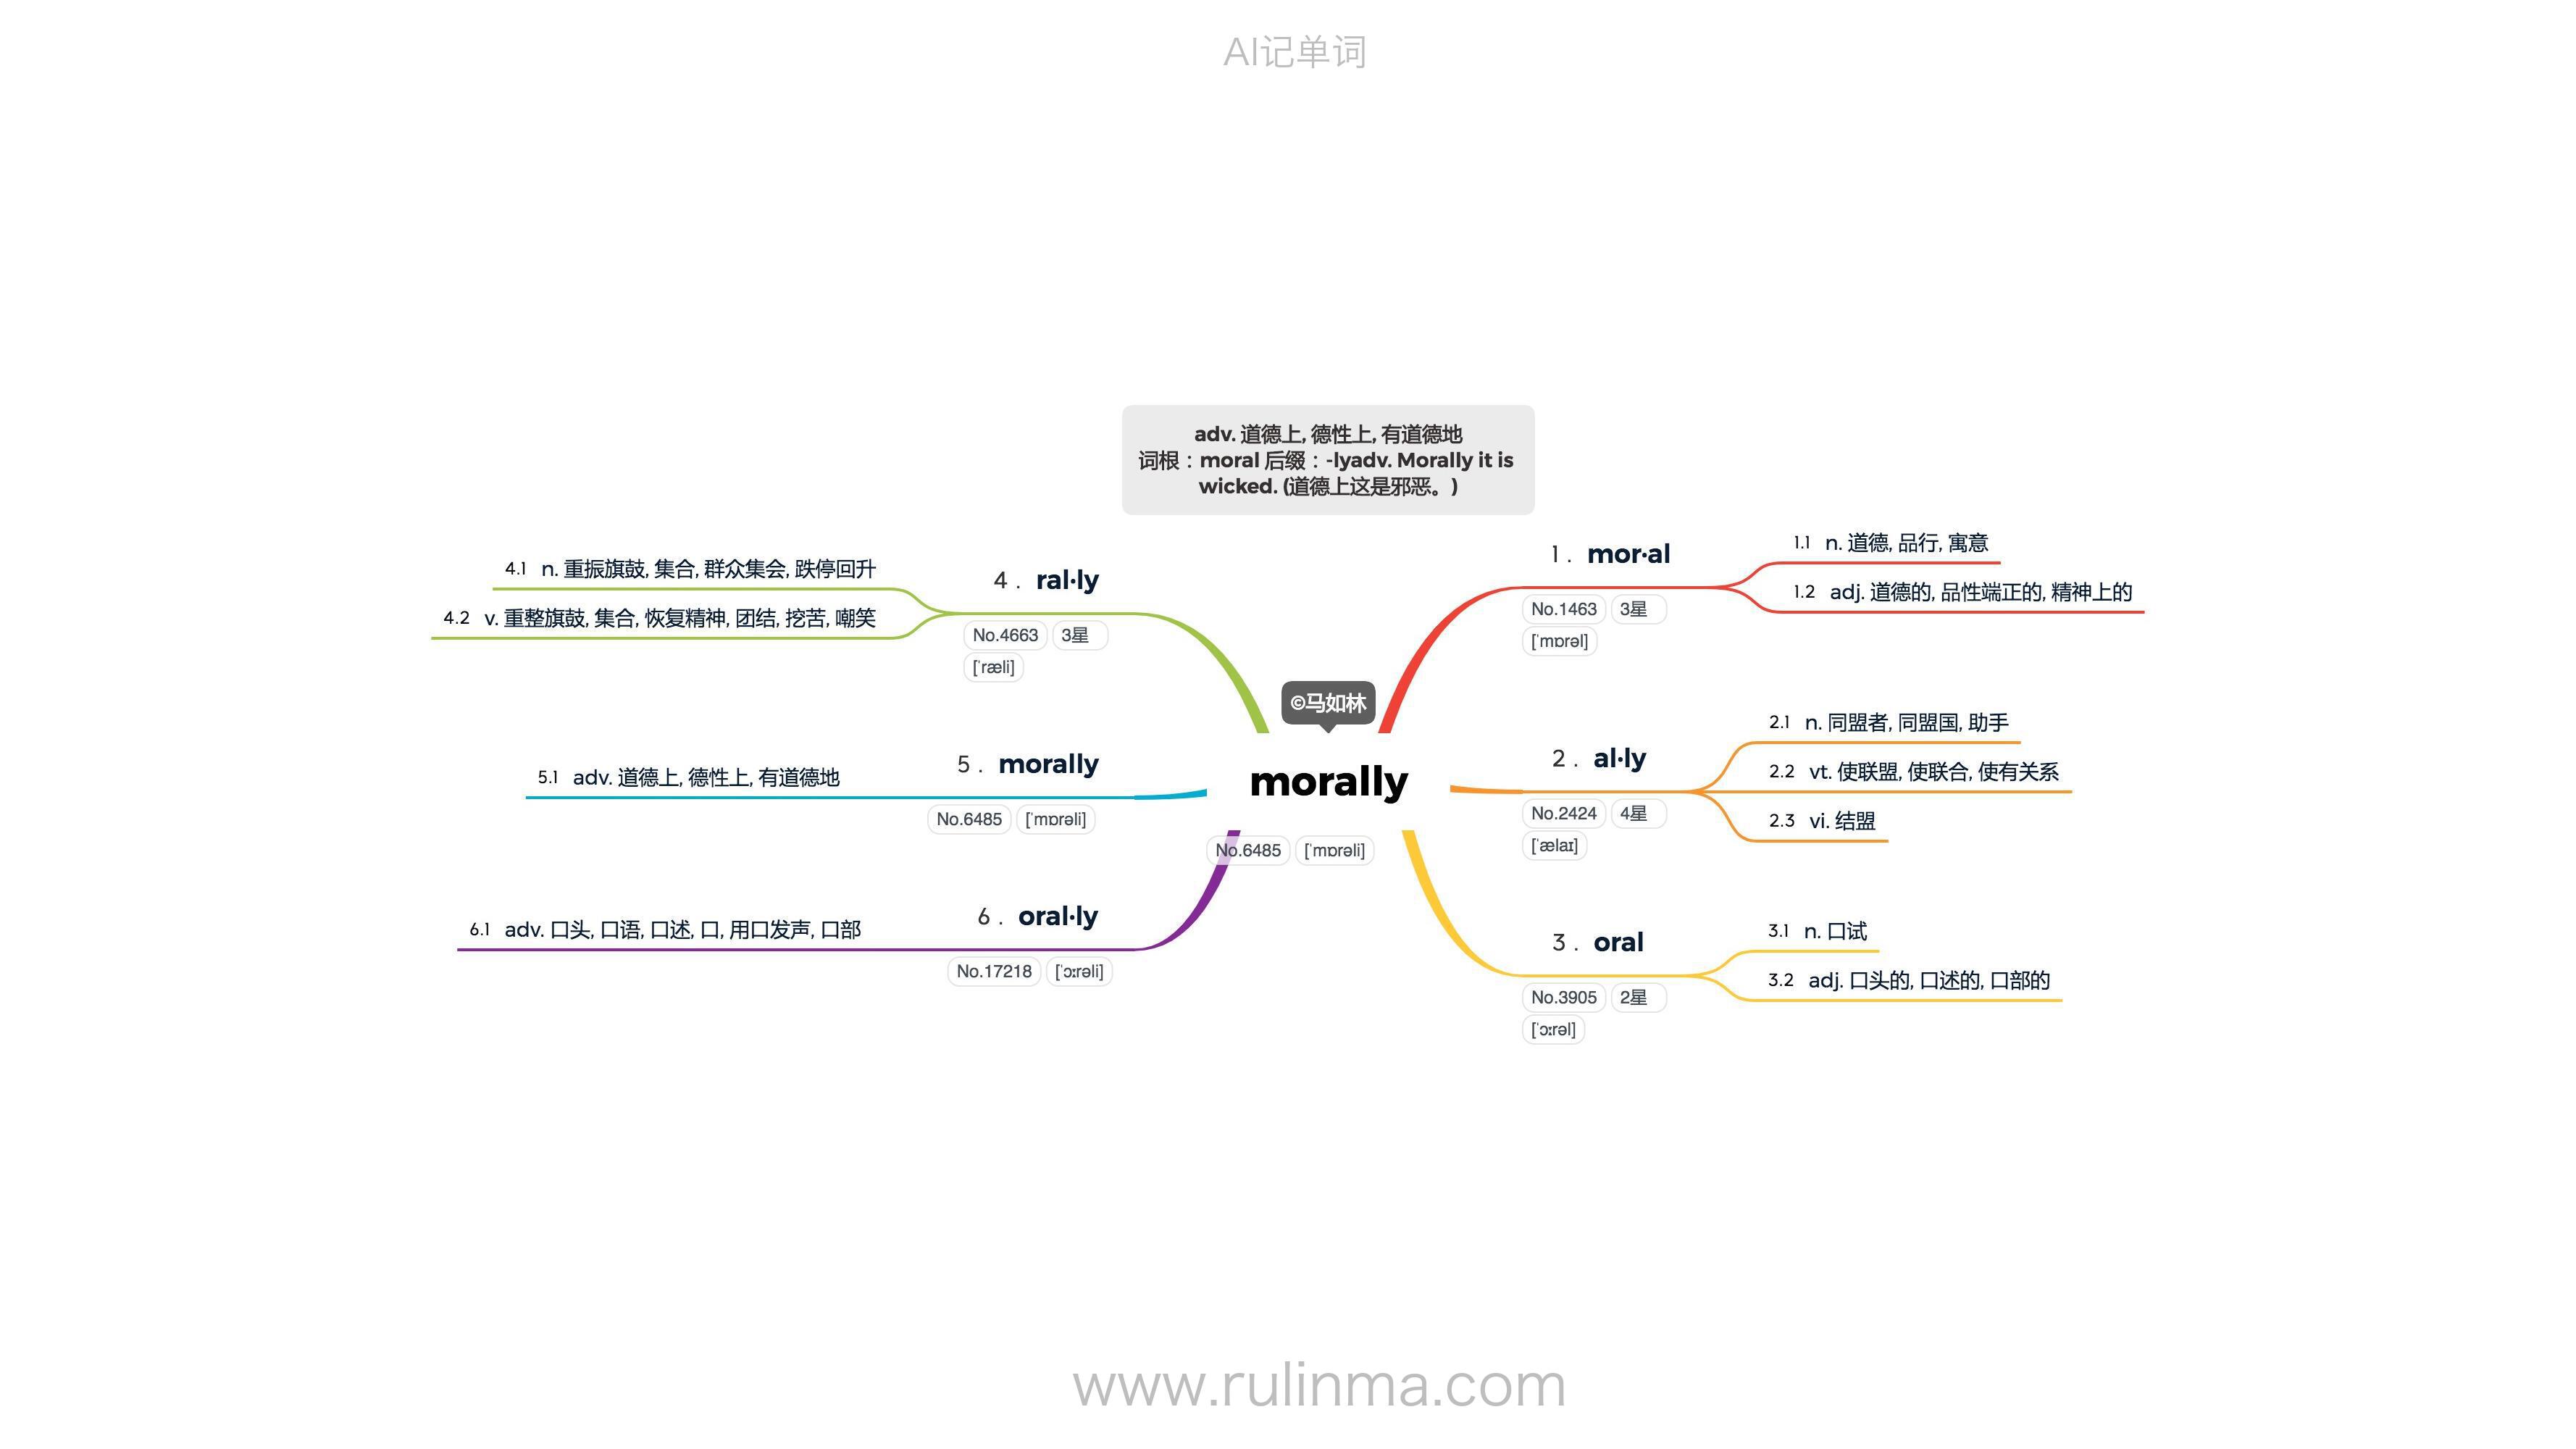 AI记单词
adv. 道德上, 德性上, 有道德地
词根：moral 后缀：-lyadv. Morally it is
wicked. (道德上这是邪恶。)
©马如林
morally
No.6485 [ˈmɒrəli]
1 . mor·al
No.1463 3星
[ˈmɒrəl]
1.1 n. 道德, 品行, 寓意
1.2 adj. 道德的, 品性端正的, 精神上的
2 . al·ly
No.2424 4星
[ˈælaɪ]
2.1 n. 同盟者, 同盟国, 助手
2.2 vt. 使联盟, 使联合, 使有关系
2.3 vi. 结盟
3 . oral
No.3905 2星
[ˈɔːrəl]
3.1 n. 口试
3.2 adj. 口头的, 口述的, 口部的
4 . ral·ly
No.4663 3星
[ˈræli]
4.1 n. 重振旗鼓, 集合, 群众集会, 跌停回升
4.2 v. 重整旗鼓, 集合, 恢复精神, 团结, 挖苦, 嘲笑
5 . morally
No.6485 [ˈmɒrəli]
5.1 adv. 道德上, 德性上, 有道德地
6 . oral·ly
No.17218 [ˈɔːrəli]
6.1 adv. 口头, 口语, 口述, 口, 用口发声, 口部
www.rulinma.com